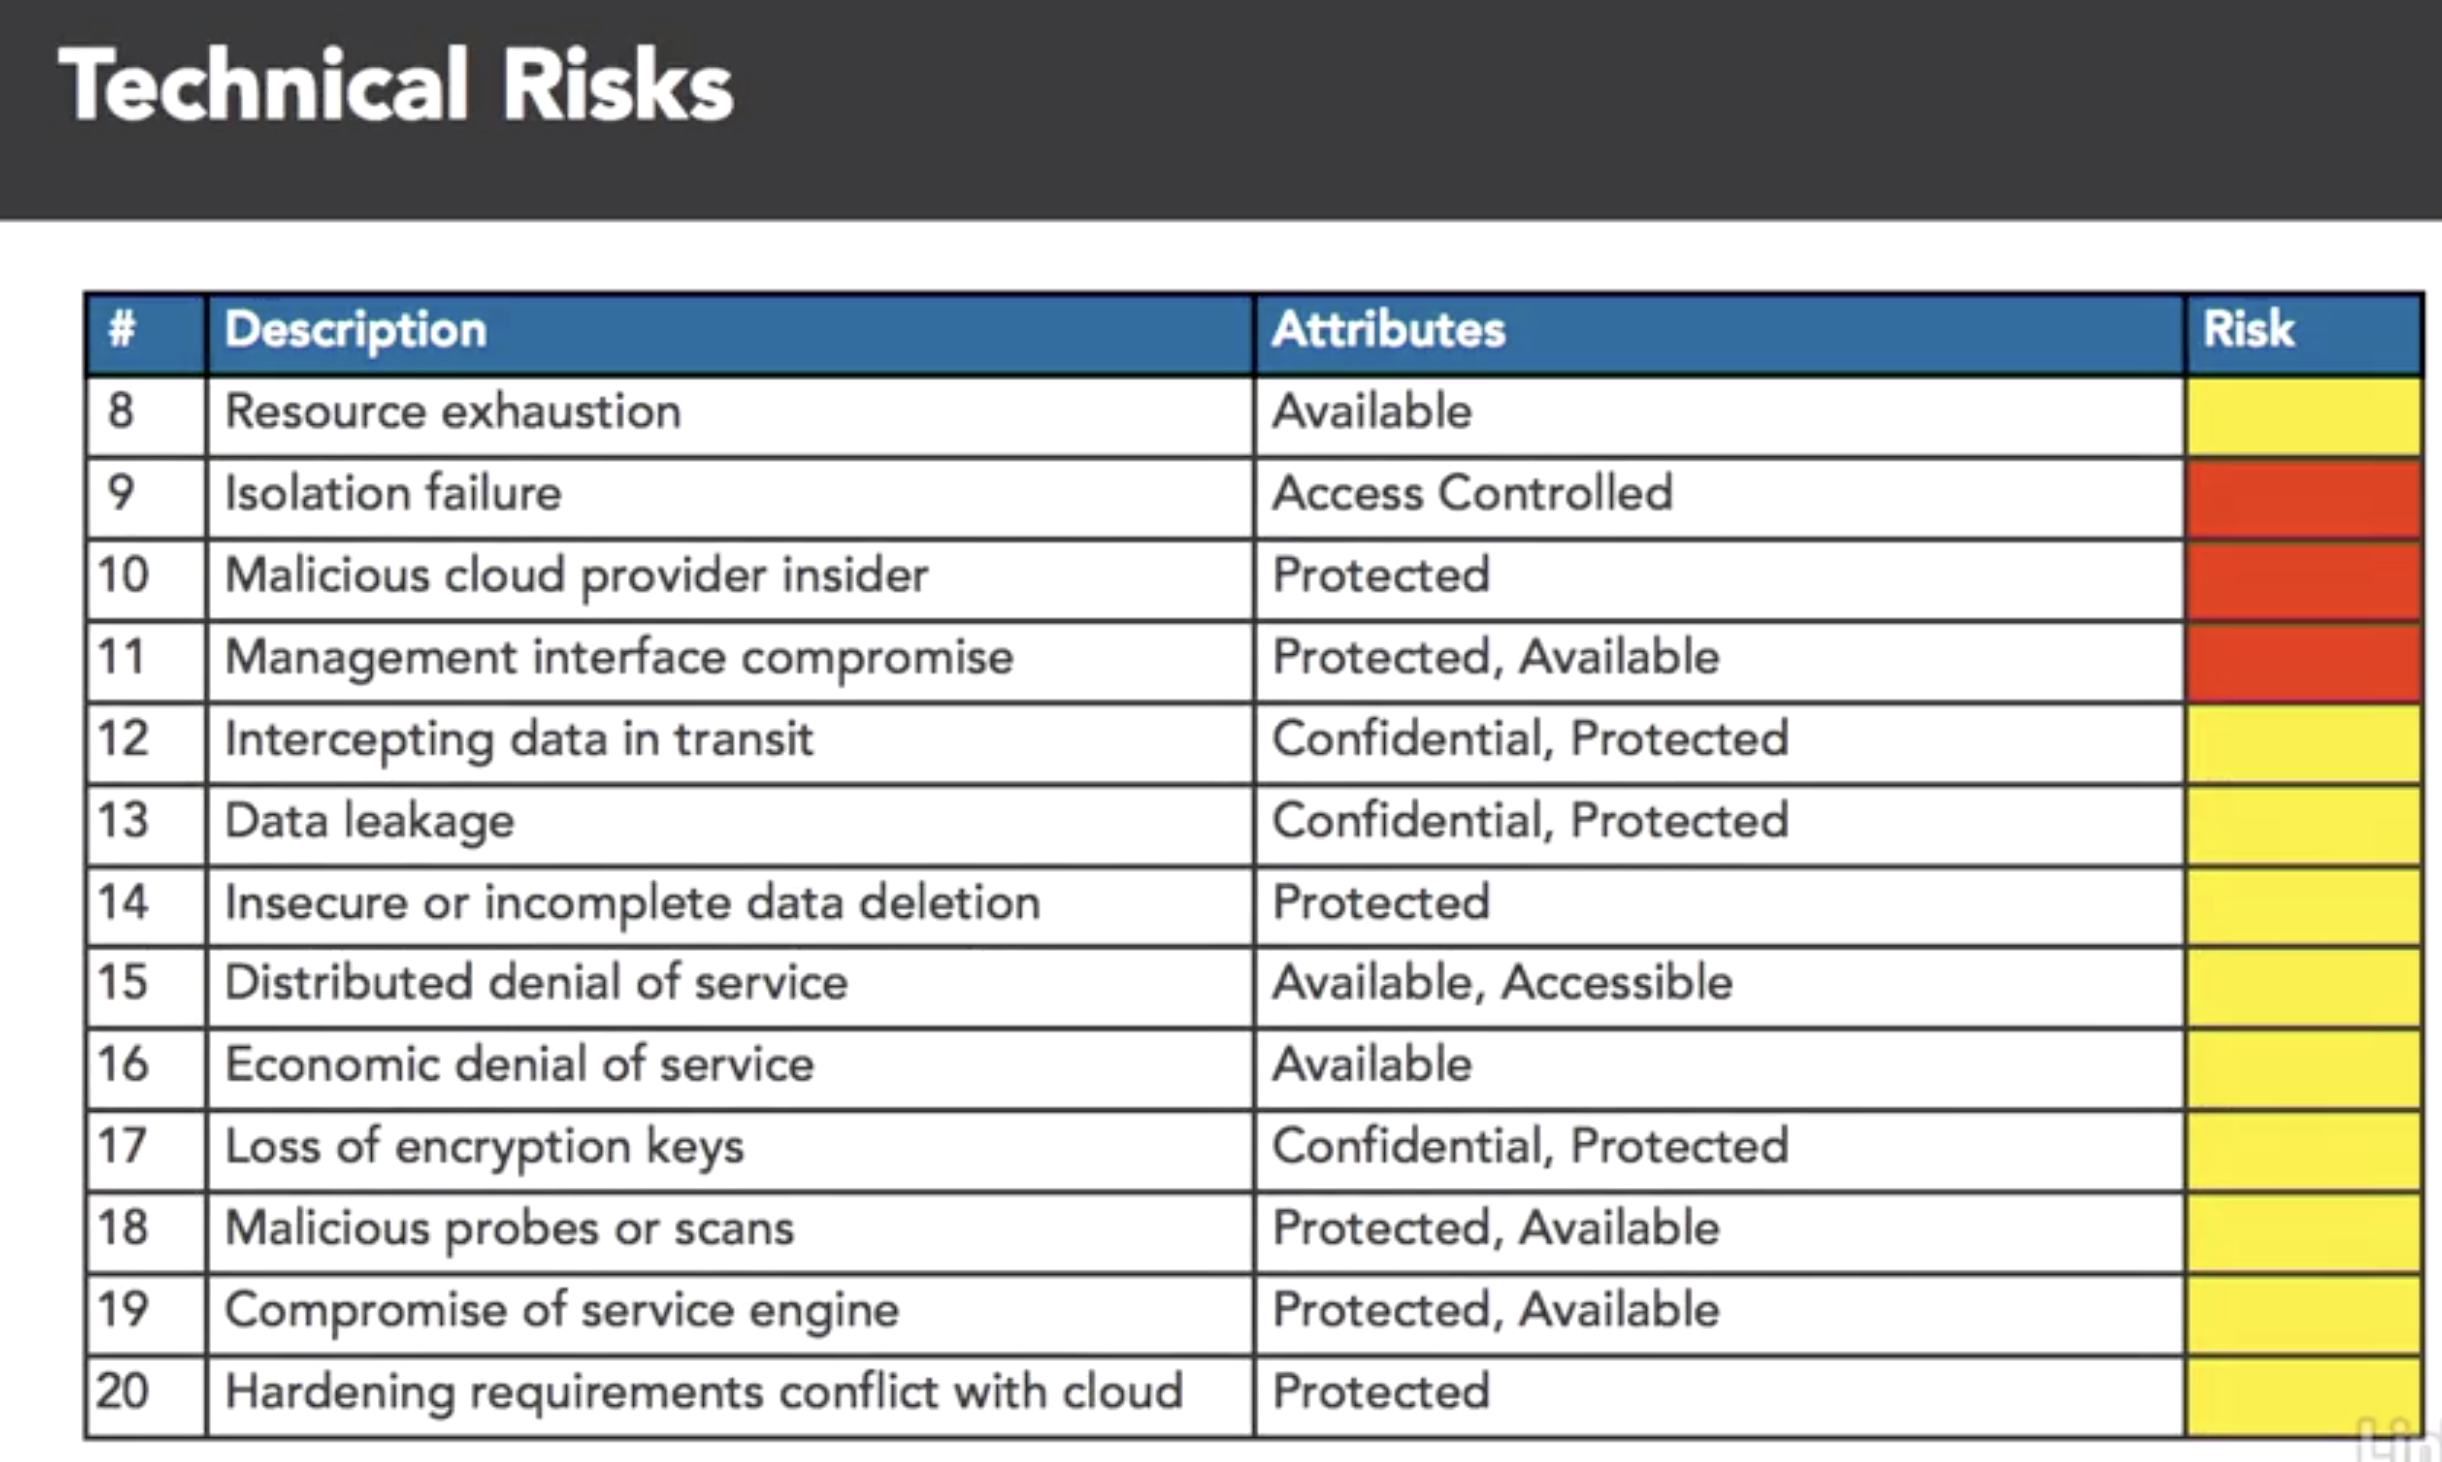 Technical Risks
# Description Attributes Risk
8 Resource exhaustion Available
9 Isolation failure Access Controlled
10 Malicious cloud provider insider Protected
11 Management interface compromise Protected, Available
12 Intercepting data in transit Confidential, Protected
13 Data leakage Confidential, Protected
14 Insecure or incomplete data deletion Protected
15 Distributed denial of service Available, Accessible
16 Economic denial of service Available
17 Loss of encryption keys Confidential, Protected
18 Malicious probes or scans Protected, Available
19 Compromise of service engine Protected, Available
20 Hardening requirements conflict with cloud Protected